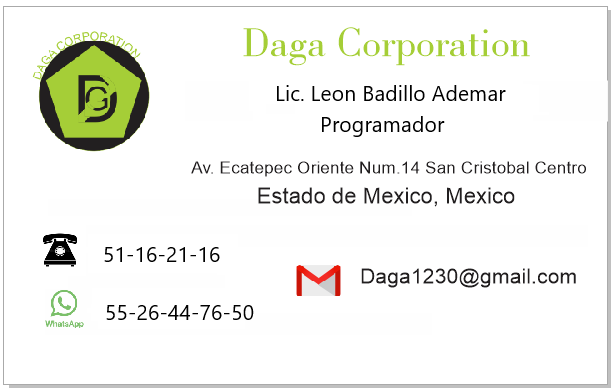 DAGA CORPORATION
DG
Daga Corporation
Lic. Leon Badillo Ademar
Programador
Av. Ecatepec Oriente Num.14 San Cristobal Centro
Estado de Mexico, Mexico
51-16-21-16
Daga1230@gmail.com
WhatsApp
55-26-44-76-50